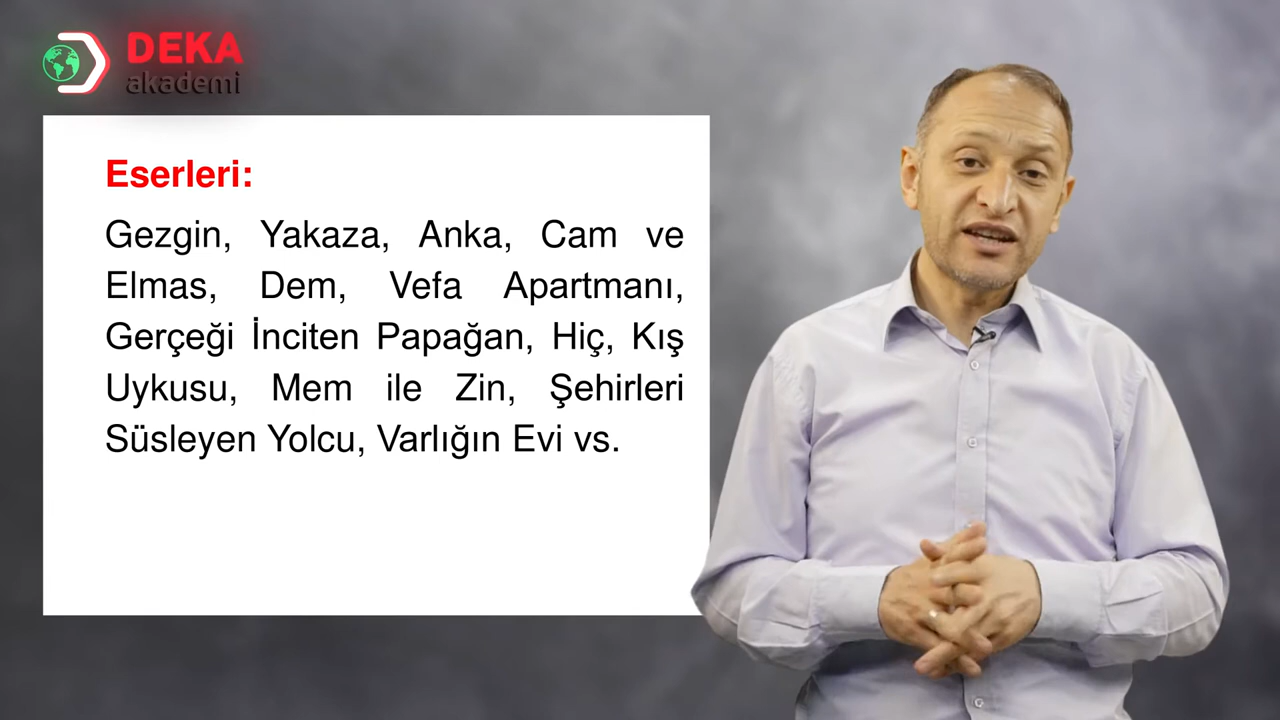 DEKA
akademi
Eserleri:
Gezgin, Yakaza, Anka, Cam ve
Elmas, Dem, Vefa Apartmanı,
Gerçeği İnciten Papağan, Hiç, Kış
Uykusu, Mem ile Zin, Şehirleri
Süsleyen Yolcu, Varlığın Evi vs.